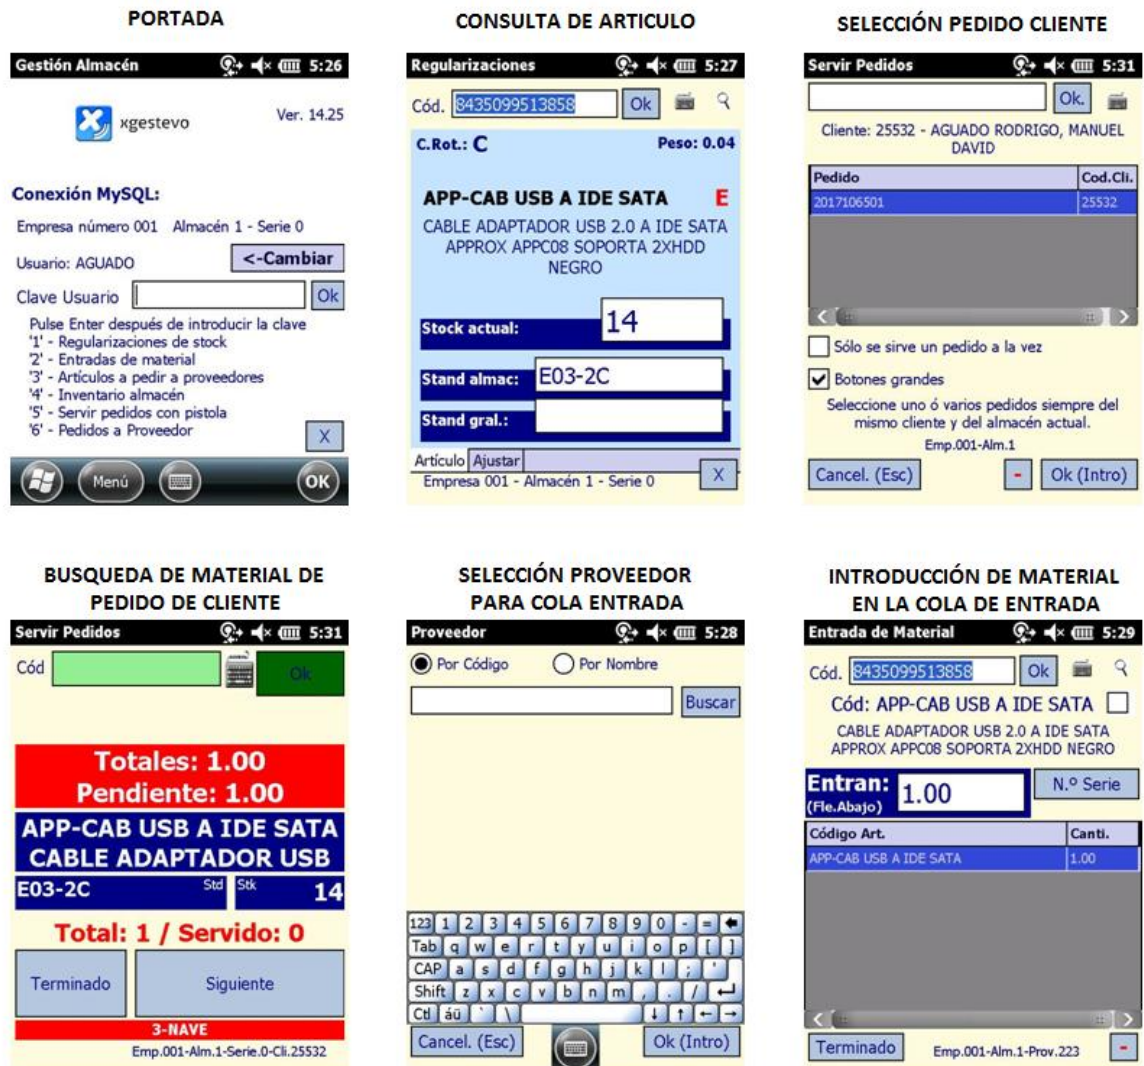 PORTADA
Gestión Almacén 5:26
xgestevo
Ver. 14.25
Conexión MySQL:
Empresa número 001 Almacén 1 - Serie 0
Usuario: AGUADO
<-Cambiar
Clave Usuario
Ok
Pulse Enter después de introducir la clave
'1' - Regularizaciones de stock
'2' - Entradas de material
'3' - Artículos a pedir a proveedores
'4' - Inventario almacén
'5' - Servir pedidos con pistola
'6' - Pedidos a Proveedor
X
Menú
OK
CONSULTA DE ARTICULO
Regularizaciones 5:27
Cód. 8435099513858 Ok
C.Rot.: C
Peso: 0.04
APP-CAB USB A IDE SATA E
CABLE ADAPTADOR USB 2.0 A IDE SATA
APPROX APPC08 SOPORTA 2XHDD
NEGRO
Stock actual: 14
Stand almac: E03-2C
Stand gral.:
Artículo Ajustar
Empresa 001 - Almacén 1 - Serie 0
X
SELECCIÓN PEDIDO CLIENTE
Servir Pedidos 5:31
Ok.
Cliente: 25532 - AGUADO RODRIGO, MANUEL
DAVID
Pedido Cod.Cli.
2017106501 25532
Sólo se sirve un pedido a la vez
Botones grandes
Seleccione uno ó varios pedidos siempre del
mismo cliente y del almacén actual.
Emp.001-Alm.1
Cancel. (Esc) - Ok (Intro)
BUSQUEDA DE MATERIAL DE
PEDIDO DE CLIENTE
Servir Pedidos 5:31
Cód
Ok
Totales: 1.00
Pendiente: 1.00
APP-CAB USB A IDE SATA
CABLE ADAPTADOR USB
E03-2C Std Stk 14
Total: 1 / Servido: 0
Terminado Siguiente
3-NAVE
Emp.001-Alm.1-Serie.0-Cli.25532
SELECCIÓN PROVEEDOR
PARA COLA ENTRADA
Proveedor 5:28
Por Código Por Nombre
Buscar
123 1 2 3 4 5 6 7 8 9 0 - =
Tab q w e r t y u i o p [ ]
CAP a s d f g h j k l ; '
Shift z x c v b n m , . /
Ctl áü ` \
Cancel. (Esc) Ok (Intro)
INTRODUCCIÓN DE MATERIAL
EN LA COLA DE ENTRADA
Entrada de Material 5:29
Cód. 8435099513858 Ok
Cód: APP-CAB USB A IDE SATA
CABLE ADAPTADOR USB 2.0 A IDE SATA
APPROX APPC08 SOPORTA 2XHDD NEGRO
Entran: 1.00
(Fle.Abajo)
N.º Serie
Código Art. Canti.
APP-CAB USB A IDE SATA 1.00
Terminado Emp.001-Alm.1-Prov.223 -